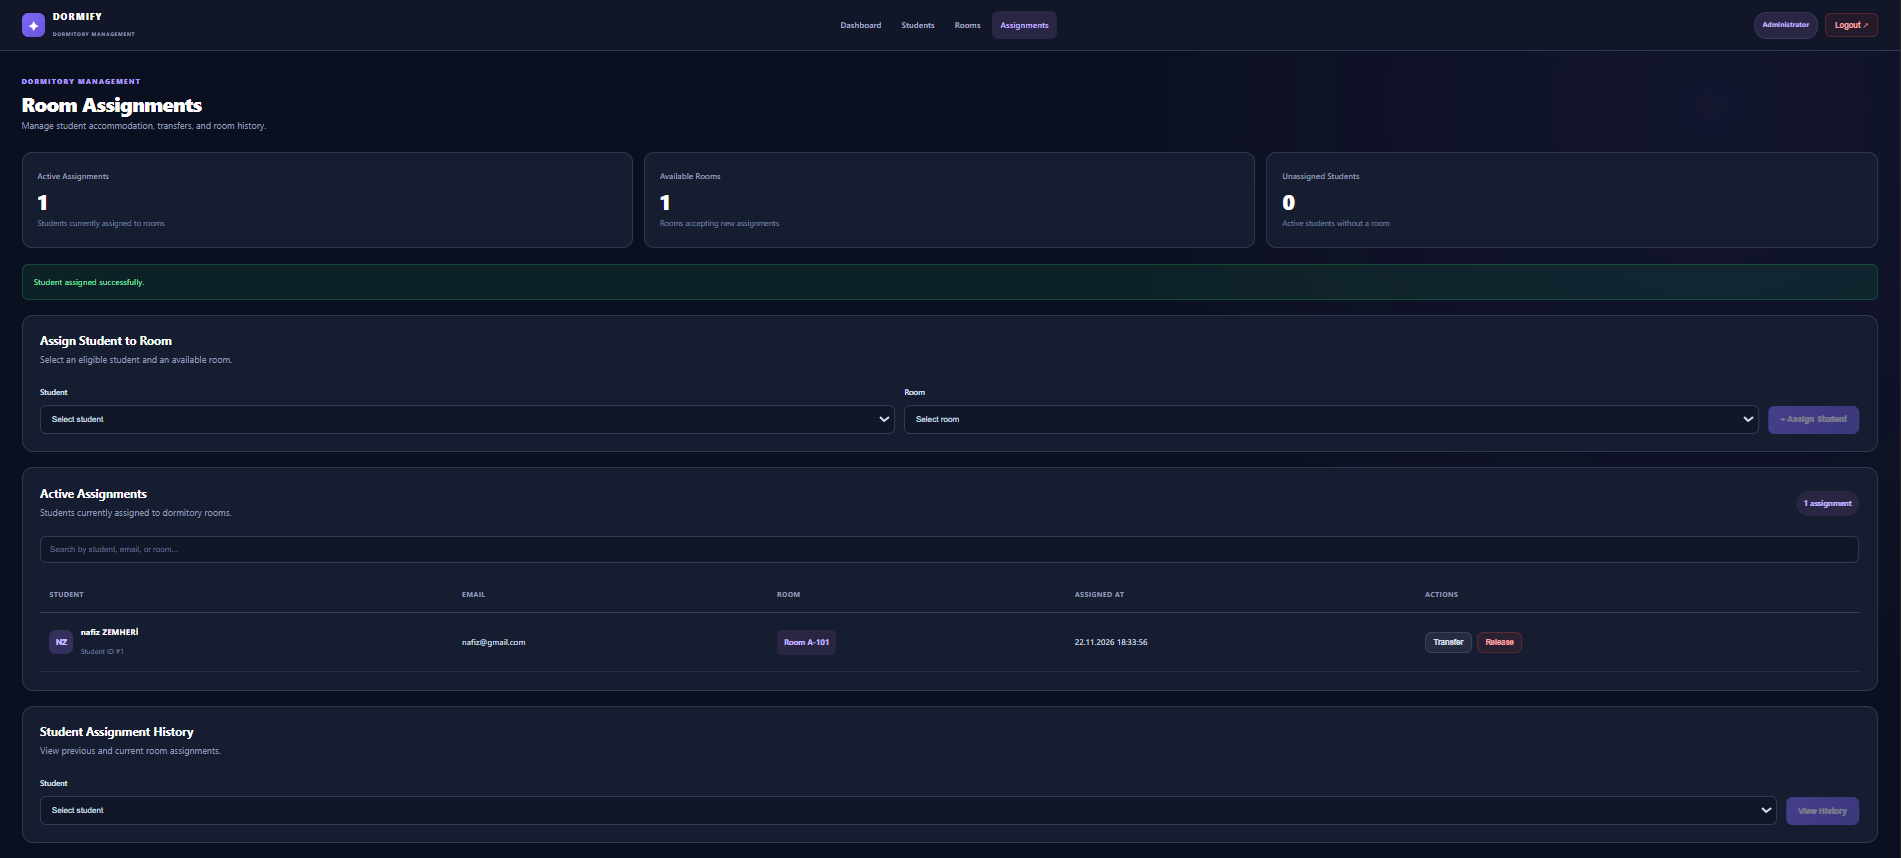 DORMIFY
DORMITORY MANAGEMENT
Dashboard
Students
Rooms
Assignments
Administrator
Logout ↗
DORMITORY MANAGEMENT
Room Assignments
Manage student accommodation, transfers, and room history.
Active Assignments
1
Students currently assigned to rooms
Available Rooms
1
Rooms accepting new assignments
Unassigned Students
0
Active students without a room
Student assigned successfully.
Assign Student to Room
Select an eligible student and an available room.
Student
Select student
Room
Select room
+ Assign Student
Active Assignments
Students currently assigned to dormitory rooms.
1 assignment
Search by student, email, or room...
STUDENT EMAIL ROOM ASSIGNED AT ACTIONS
NZ
nafiz ZEMHERİ
Student ID #1
nafiz@gmail.com
Room A-101
22.11.2026 18:33:56
Transfer
Release
Student Assignment History
View previous and current room assignments.
Student
Select student
View History